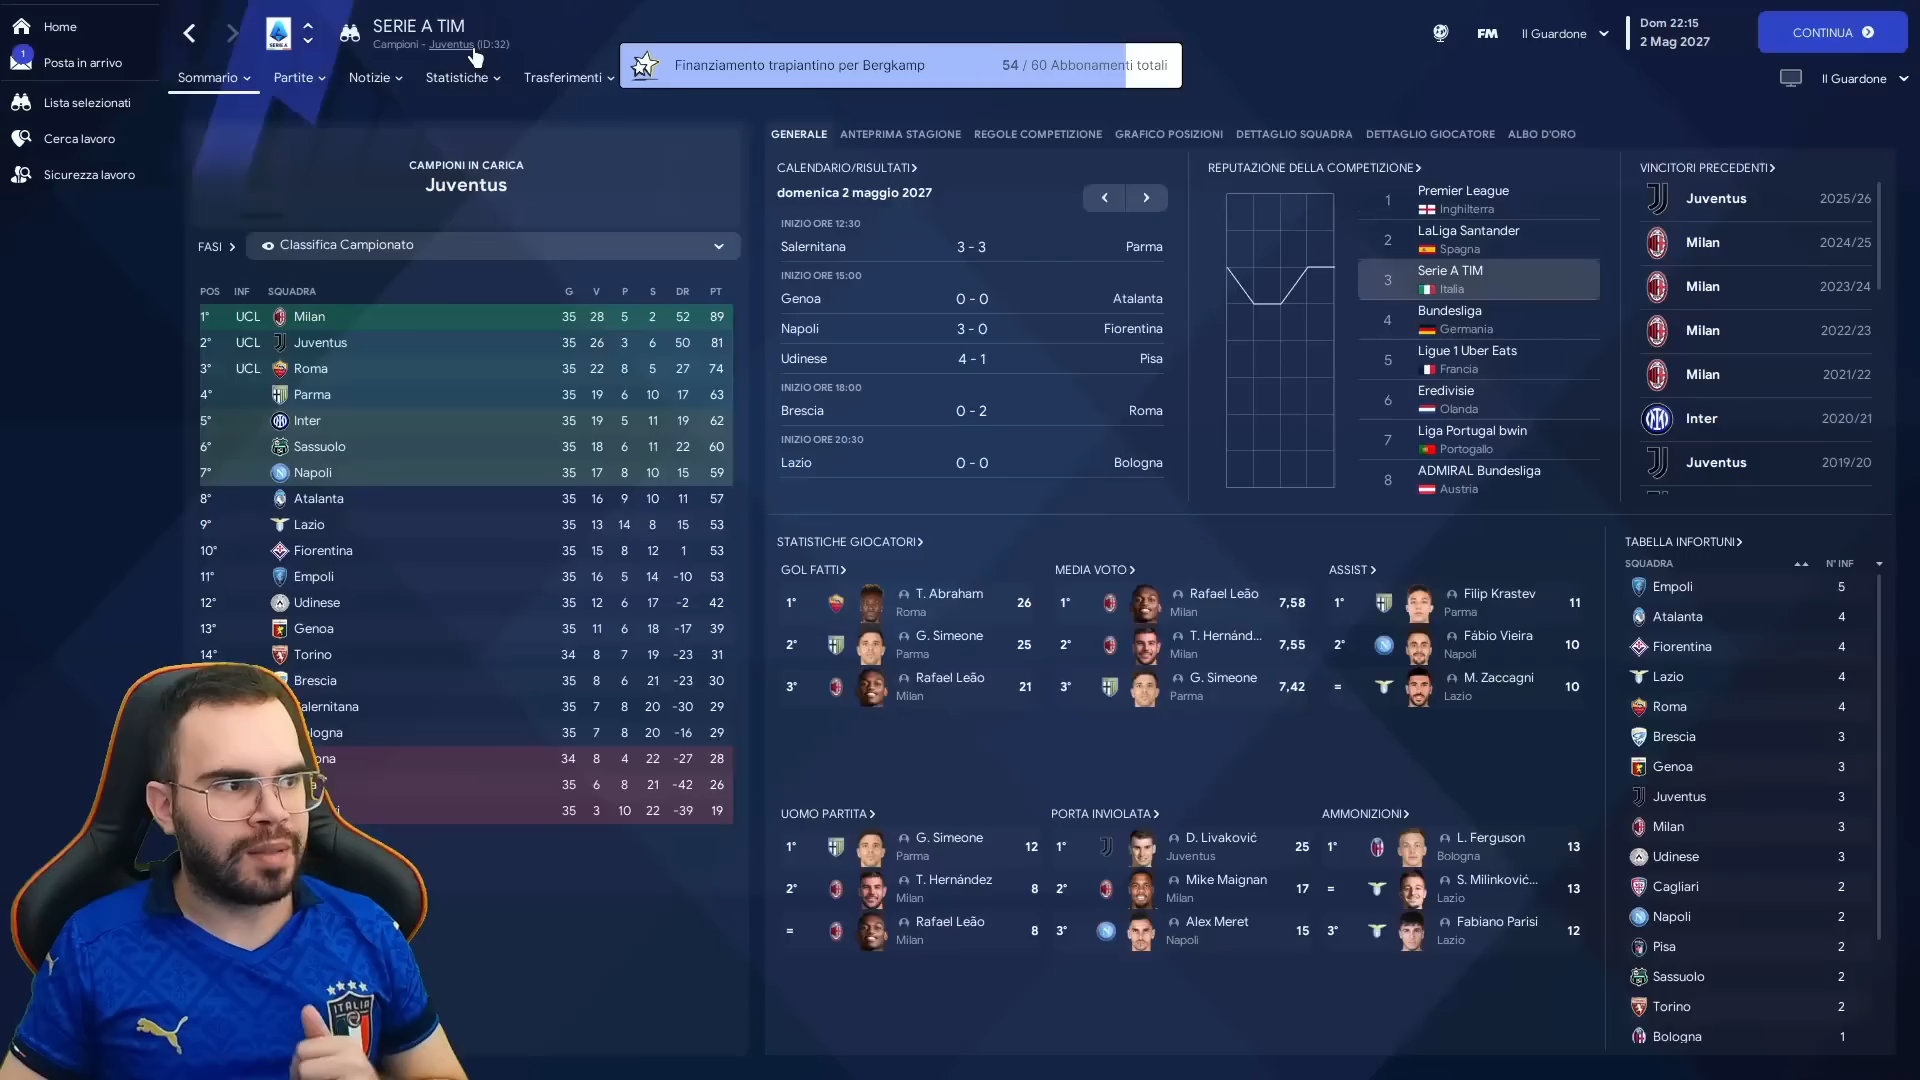 Home
1
Posta in arrivo
Lista selezionati
Cerca lavoro
Sicurezza lavoro
SERIE A TIM
Campioni - Juventus (ID:32)
Sommario
Partite
Notizie
Statistiche
Trasferimenti
Finanziamento trapiantino per Bergkamp
54 / 60 Abbonamenti totali
FM
Il Guardone
Dom 22:15
2 Mag 2027
CONTINUA
Il Guardone
CAMPIONI IN CARICA
Juventus
FASI
Classifica Campionato
POS INF SQUADRA G V P S DR PT
1° UCL Milan 35 28 5 2 52 89
2° UCL Juventus 35 26 3 6 50 81
3° UCL Roma 35 22 8 5 27 74
4° Parma 35 19 6 10 17 63
5° Inter 35 19 5 11 19 62
6° Sassuolo 35 18 6 11 22 60
7° Napoli 35 17 8 10 15 59
8° Atalanta 35 16 9 10 11 57
9° Lazio 35 13 14 8 15 53
10° Fiorentina 35 15 8 12 1 53
11° Empoli 35 16 5 14 -10 53
12° Udinese 35 12 6 17 -2 42
13° Genoa 35 11 6 18 -17 39
14° Torino 34 8 7 19 -23 31
Brescia 35 8 6 21 -23 30
alernitana 35 7 8 20 -30 29
logna 35 7 8 20 -16 29
ona 34 8 4 22 -27 28
a 35 6 8 21 -42 26
i 35 3 10 22 -39 19
GENERALE
ANTEPRIMA STAGIONE
REGOLE COMPETIZIONE
GRAFICO POSIZIONI
DETTAGLIO SQUADRA
DETTAGLIO GIOCATORE
ALBO D'ORO
CALENDARIO/RISULTATI
domenica 2 maggio 2027
INIZIO ORE 12:30
Salernitana 3 - 3 Parma
INIZIO ORE 15:00
Genoa 0 - 0 Atalanta
Napoli 3 - 0 Fiorentina
Udinese 4 - 1 Pisa
INIZIO ORE 18:00
Brescia 0 - 2 Roma
INIZIO ORE 20:30
Lazio 0 - 0 Bologna
REPUTAZIONE DELLA COMPETIZIONE
1 Premier League
Inghilterra
2 LaLiga Santander
Spagna
3 Serie A TIM
Italia
4 Bundesliga
Germania
5 Ligue 1 Uber Eats
Francia
6 Eredivisie
Olanda
7 Liga Portugal bwin
Portogallo
8 ADMIRAL Bundesliga
Austria
VINCITORI PRECEDENTI
Juventus 2025/26
Milan 2024/25
Milan 2023/24
Milan 2022/23
Milan 2021/22
Inter 2020/21
Juventus 2019/20
STATISTICHE GIOCATORI
GOL FATTI
1° T. Abraham 26
Roma
2° G. Simeone 25
Parma
3° Rafael Leão 21
Milan
MEDIA VOTO
1° Rafael Leão 7,58
Milan
2° T. Hernánd... 7,55
Milan
3° G. Simeone 7,42
Parma
ASSIST
1° Filip Krastev 11
Parma
2° Fábio Vieira 10
Napoli
= M. Zaccagni 10
Lazio
UOMO PARTITA
1° G. Simeone 12
Parma
2° T. Hernández 8
Milan
= Rafael Leão 8
Milan
PORTA INVIOLATA
1° D. Livaković 25
Juventus
2° Mike Maignan 17
Milan
3° Alex Meret 15
Napoli
AMMONIZIONI
1° L. Ferguson 13
Bologna
= S. Milinković... 13
Lazio
3° Fabiano Parisi 12
Lazio
TABELLA INFORTUNI
SQUADRA N° INF
Empoli 5
Atalanta 4
Fiorentina 4
Lazio 4
Roma 4
Brescia 3
Genoa 3
Juventus 3
Milan 3
Udinese 3
Cagliari 2
Napoli 2
Pisa 2
Sassuolo 2
Torino 2
Bologna 1
ITALIA